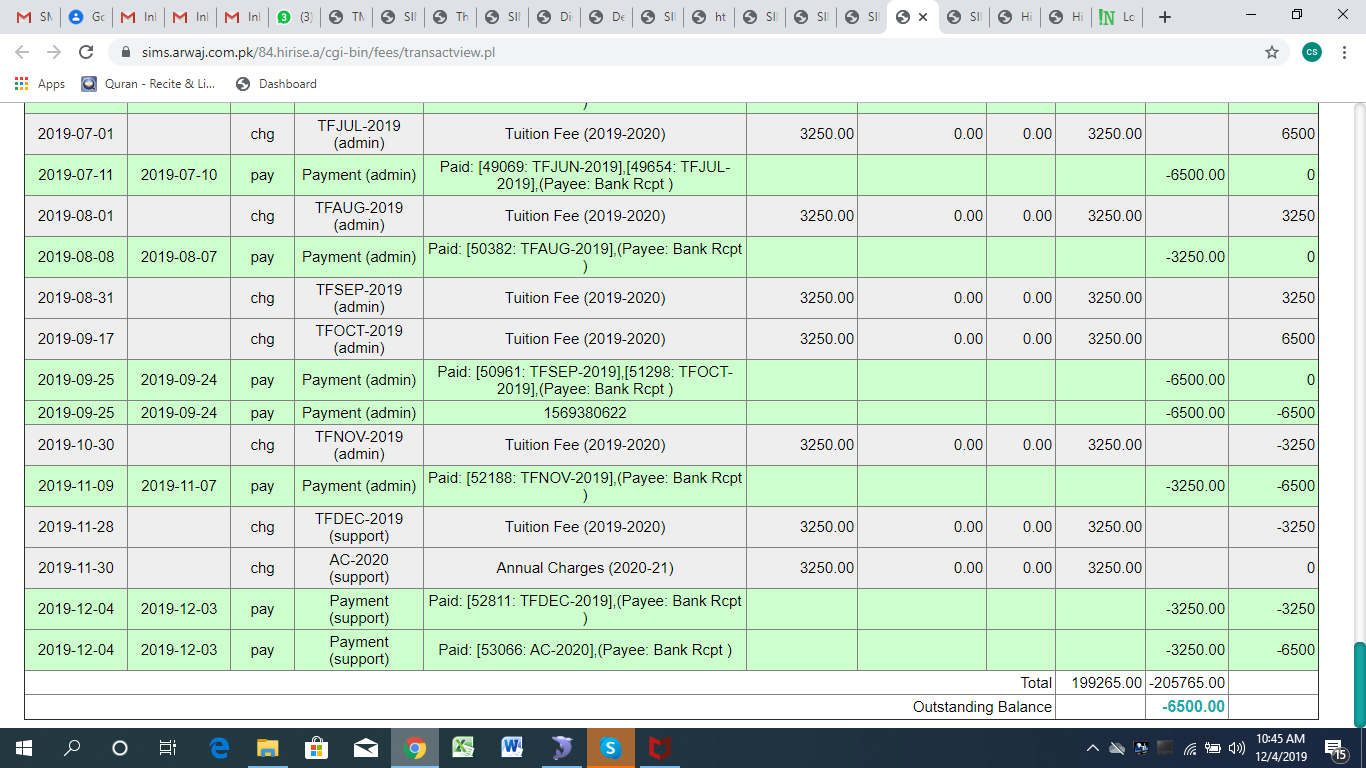 SM Go Inl Inl Inl 3 (3) TM SII Th SII Di De SII ht SII SII SII SII Hi Hi !N Lc
sims.arwaj.com.pk/84.hirise.a/cgi-bin/fees/transactview.pl CS
Apps Quran - Recite & Li... Dashboard
)
2019-07-01 chg TFJUL-2019 (admin) Tuition Fee (2019-2020) 3250.00 0.00 0.00 3250.00 6500
2019-07-11 2019-07-10 pay Payment (admin) Paid: [49069: TFJUN-2019],[49654: TFJUL-
2019],(Payee: Bank Rcpt ) -6500.00 0
2019-08-01 chg TFAUG-2019 (admin) Tuition Fee (2019-2020) 3250.00 0.00 0.00 3250.00 3250
2019-08-08 2019-08-07 pay Payment (admin) Paid: [50382: TFAUG-2019],(Payee: Bank Rcpt
) -3250.00 0
2019-08-31 chg TFSEP-2019 (admin) Tuition Fee (2019-2020) 3250.00 0.00 0.00 3250.00 3250
2019-09-17 chg TFOCT-2019 (admin) Tuition Fee (2019-2020) 3250.00 0.00 0.00 3250.00 6500
2019-09-25 2019-09-24 pay Payment (admin) Paid: [50961: TFSEP-2019],[51298: TFOCT-
2019],(Payee: Bank Rcpt ) -6500.00 0
2019-09-25 2019-09-24 pay Payment (admin) 1569380622 -6500.00 -6500
2019-10-30 chg TFNOV-2019 (admin) Tuition Fee (2019-2020) 3250.00 0.00 0.00 3250.00 -3250
2019-11-09 2019-11-07 pay Payment (admin) Paid: [52188: TFNOV-2019],(Payee: Bank Rcpt
) -3250.00 -6500
2019-11-28 chg TFDEC-2019 (support) Tuition Fee (2019-2020) 3250.00 0.00 0.00 3250.00 -3250
2019-11-30 chg AC-2020 (support) Annual Charges (2020-21) 3250.00 0.00 0.00 3250.00 0
2019-12-04 2019-12-03 pay Payment (support) Paid: [52811: TFDEC-2019],(Payee: Bank Rcpt
) -3250.00 -3250
2019-12-04 2019-12-03 pay Payment (support) Paid: [53066: AC-2020],(Payee: Bank Rcpt ) -3250.00 -6500
Total 199265.00 -205765.00
Outstanding Balance -6500.00
10:45 AM
12/4/2019
15